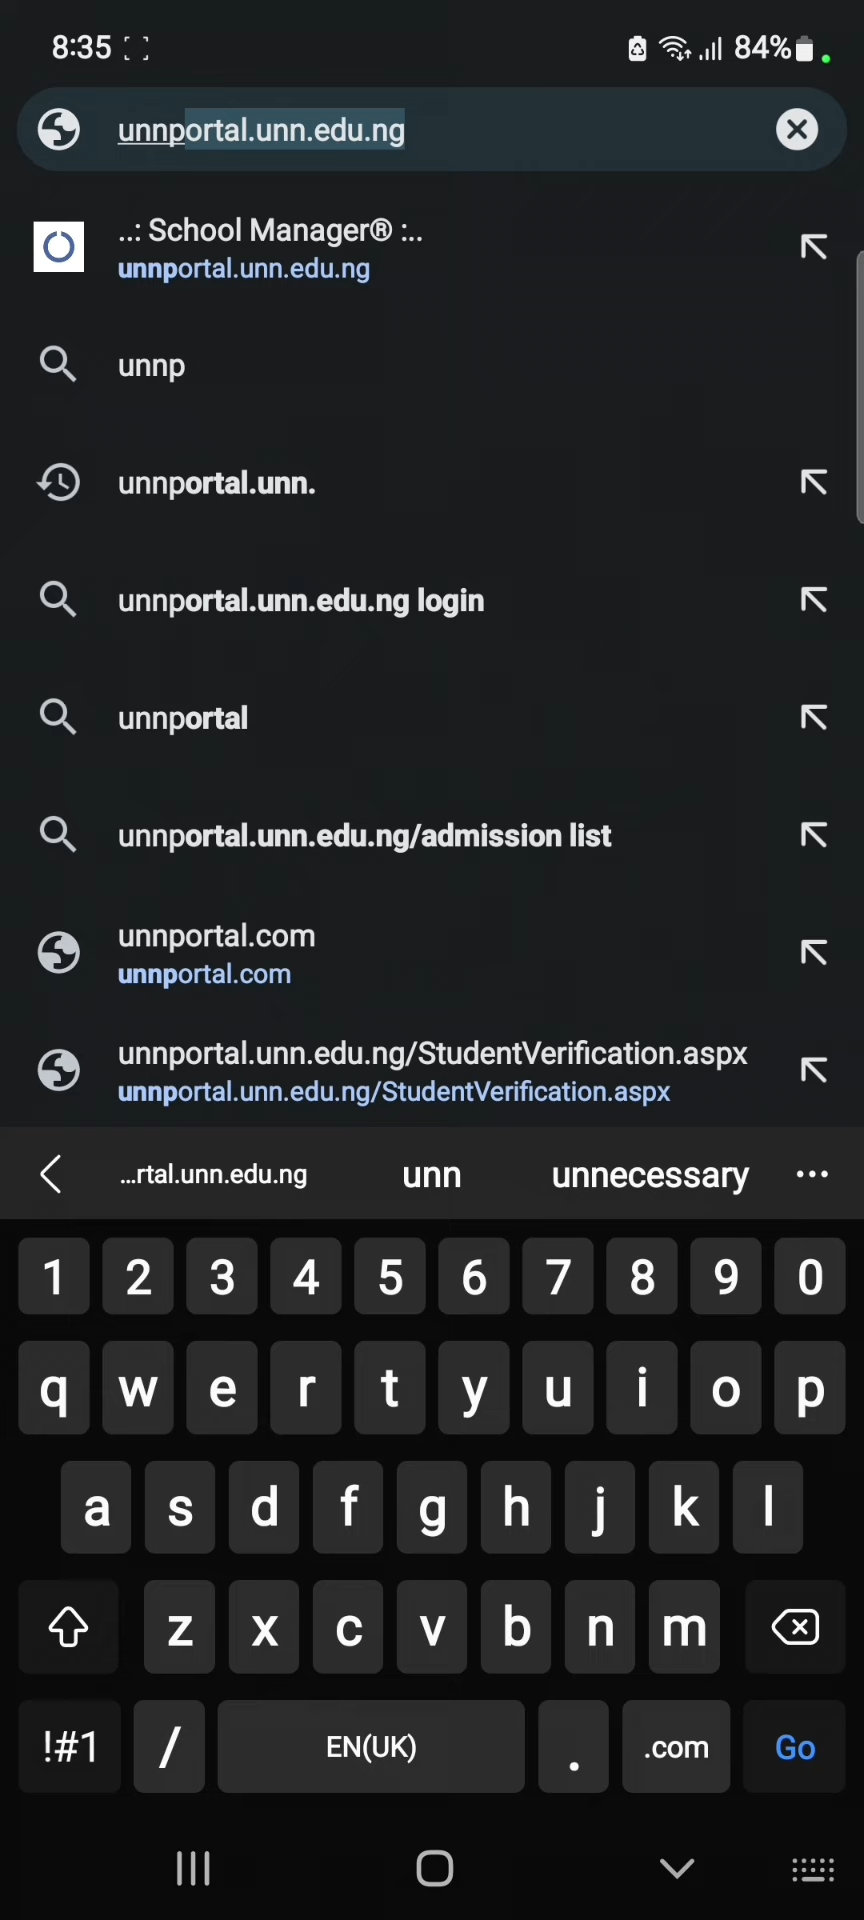 8:35
84%
unnportal.unn.edu.ng
..: School Manager® :..
unnportal.unn.edu.ng
unnp
unnportal.unn.
unnportal.unn.edu.ng login
unnportal
unnportal.unn.edu.ng/admission list
unnportal.com
unnportal.com
unnportal.unn.edu.ng/StudentVerification.aspx
unnportal.unn.edu.ng/StudentVerification.aspx
...rtal.unn.edu.ng unn unnecessary
1 2 3 4 5 6 7 8 9 0
q w e r t y u i o p
a s d f g h j k l
z x c v b n m
!#1 / EN(UK) . .com Go